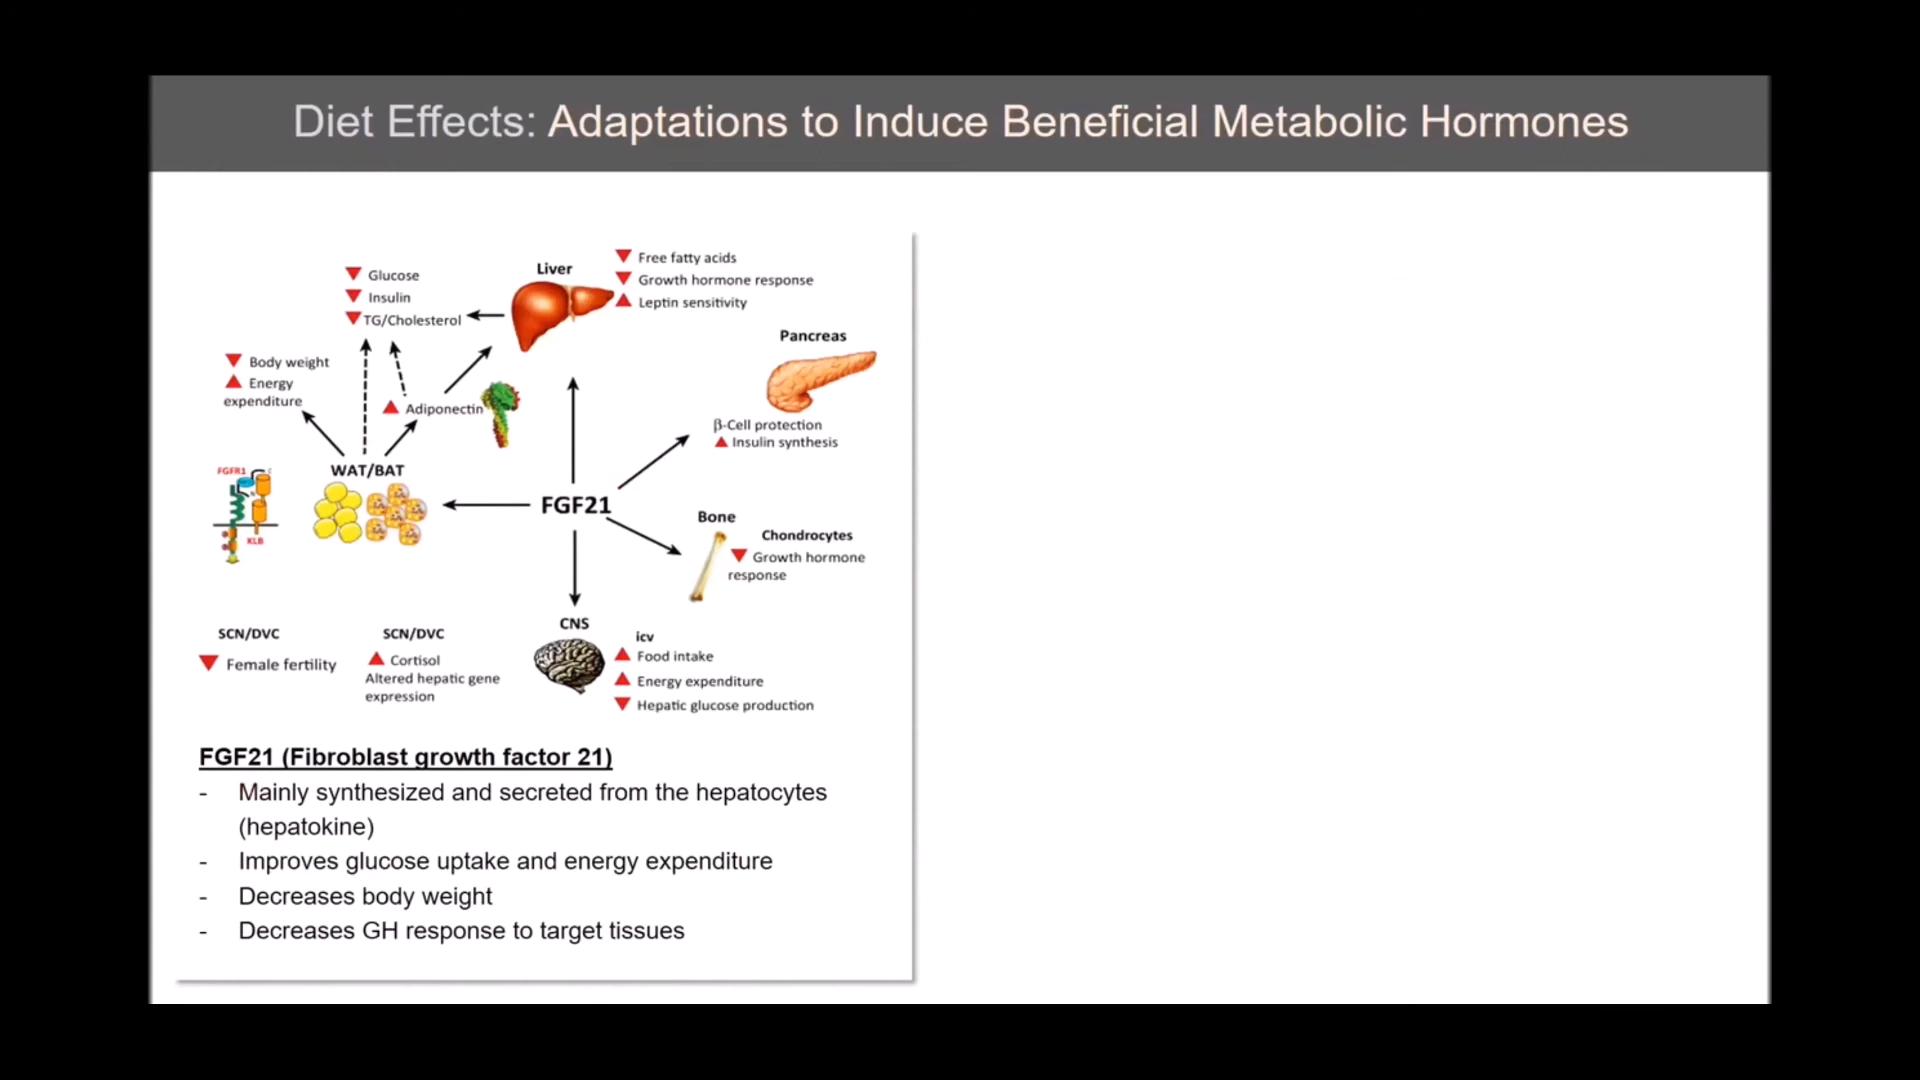 Diet Effects: Adaptations to Induce Beneficial Metabolic Hormones
Liver
Free fatty acids
Growth hormone response
Leptin sensitivity
Glucose
Insulin
TG/Cholesterol
Pancreas
β-Cell protection
Insulin synthesis
Body weight
Energy
expenditure
Adiponectin
WAT/BAT
FGFR1
KLB
FGF21
Bone
Chondrocytes
Growth hormone
response
CNS
icv
Food intake
Energy expenditure
Hepatic glucose production
SCN/DVC
Female fertility
SCN/DVC
Cortisol
Altered hepatic gene
expression
FGF21 (Fibroblast growth factor 21)
- Mainly synthesized and secreted from the hepatocytes
(hepatokine)
- Improves glucose uptake and energy expenditure
- Decreases body weight
- Decreases GH response to target tissues